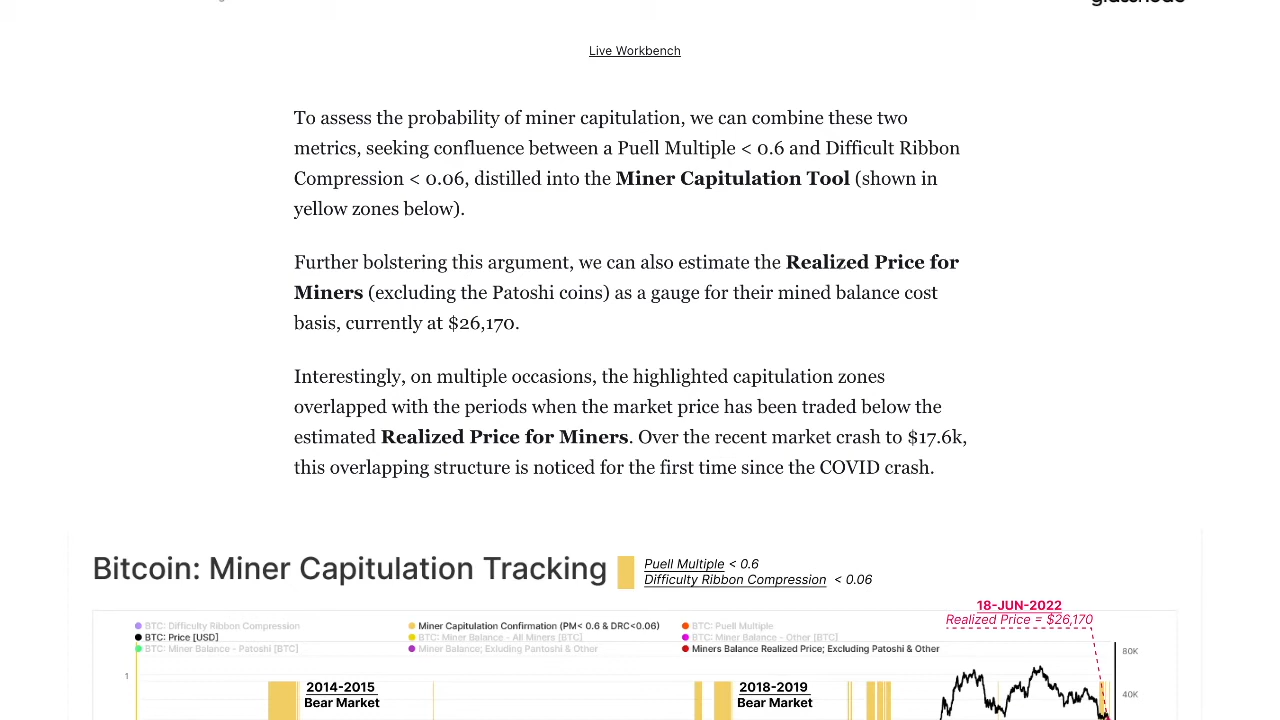 glassnode
Live Workbench
To assess the probability of miner capitulation, we can combine these two
metrics, seeking confluence between a Puell Multiple < 0.6 and Difficult Ribbon
Compression < 0.06, distilled into the Miner Capitulation Tool (shown in
yellow zones below).
Further bolstering this argument, we can also estimate the Realized Price for
Miners (excluding the Patoshi coins) as a gauge for their mined balance cost
basis, currently at $26,170.
Interestingly, on multiple occasions, the highlighted capitulation zones
overlapped with the periods when the market price has been traded below the
estimated Realized Price for Miners. Over the recent market crash to $17.6k,
this overlapping structure is noticed for the first time since the COVID crash.
Bitcoin: Miner Capitulation Tracking
Puell Multiple < 0.6
Difficulty Ribbon Compression < 0.06
18-JUN-2022
Realized Price = $26,170
BTC: Difficulty Ribbon Compression
Miner Capitulation Confirmation (PM< 0.6 & DRC<0.06)
BTC: Puell Multiple
BTC: Price [USD]
BTC: Miner Balance - All Miners [BTC]
BTC: Miner Balance - Other [BTC]
BTC: Miner Balance - Patoshi [BTC]
Miner Balance; Exluding Pantoshi & Other
Miners Balance Realized Price; Excluding Patoshi & Other
80K
1
2014-2015
Bear Market
2018-2019
Bear Market
40K